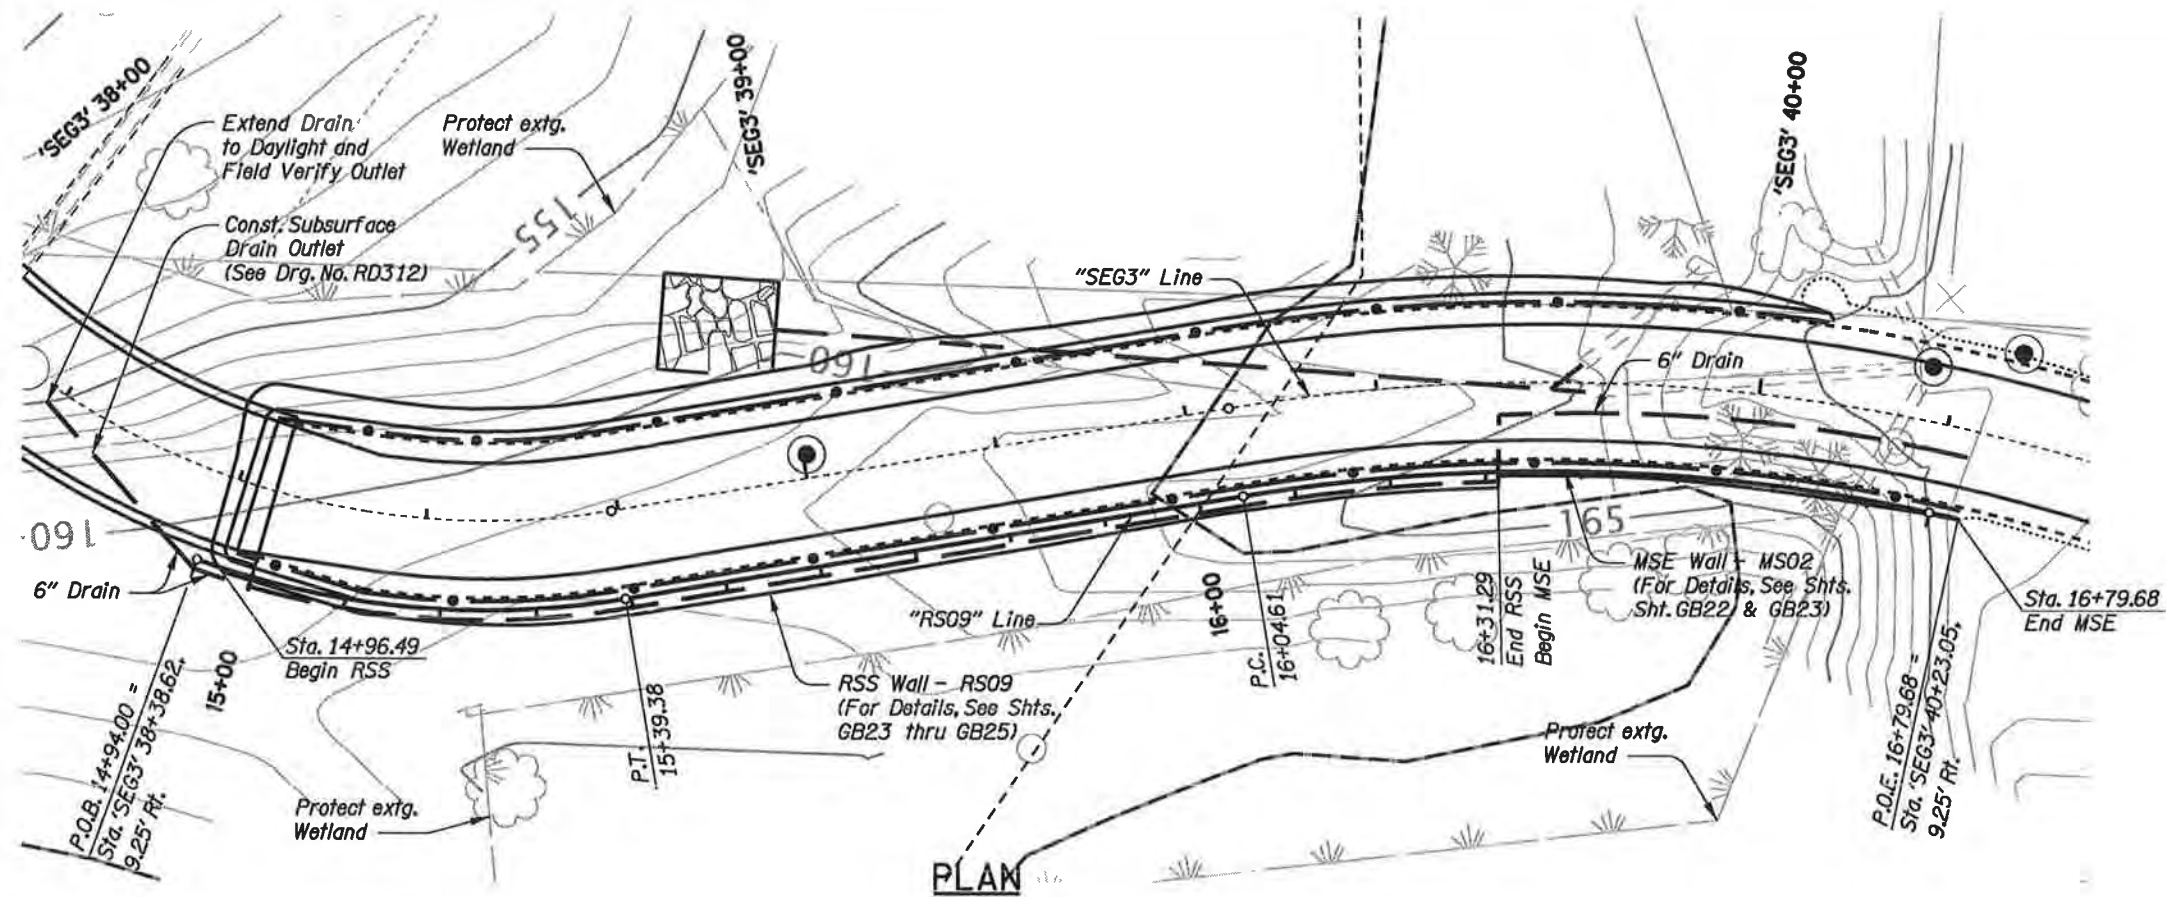 'SEG3' 38+00
Extend Drain
to Daylight and
Field Verify Outlet
Const. Subsurface
Drain Outlet
(See Drg. No. RD312)
Protect extg.
Wetland
155
'SEG3' 39+00
160
"SEG3" Line
'SEG3' 40+00
6" Drain
160
6" Drain
Sta. 14+96.49
Begin RSS
15+00
P.O.B. 14+94.00 =
Sta. 'SEG3' 38+38.62,
9.25' Rt.
Protect extg.
Wetland
P.T.
15+39.38
RSS Wall - RS09
(For Details, See Shts.
GB23 thru GB25)
"RS09" Line
16+00
P.C.
16+04.61
16+31.29
End RSS
Begin MSE
165
MSE Wall - MS02
(For Details, See Shts.
Sht. GB22 & GB23)
Protect extg.
Wetland
P.O.E. 16+79.68 =
Sta. 'SEG3' 40+23.05,
9.25' Rt.
Sta. 16+79.68
End MSE
PLAN